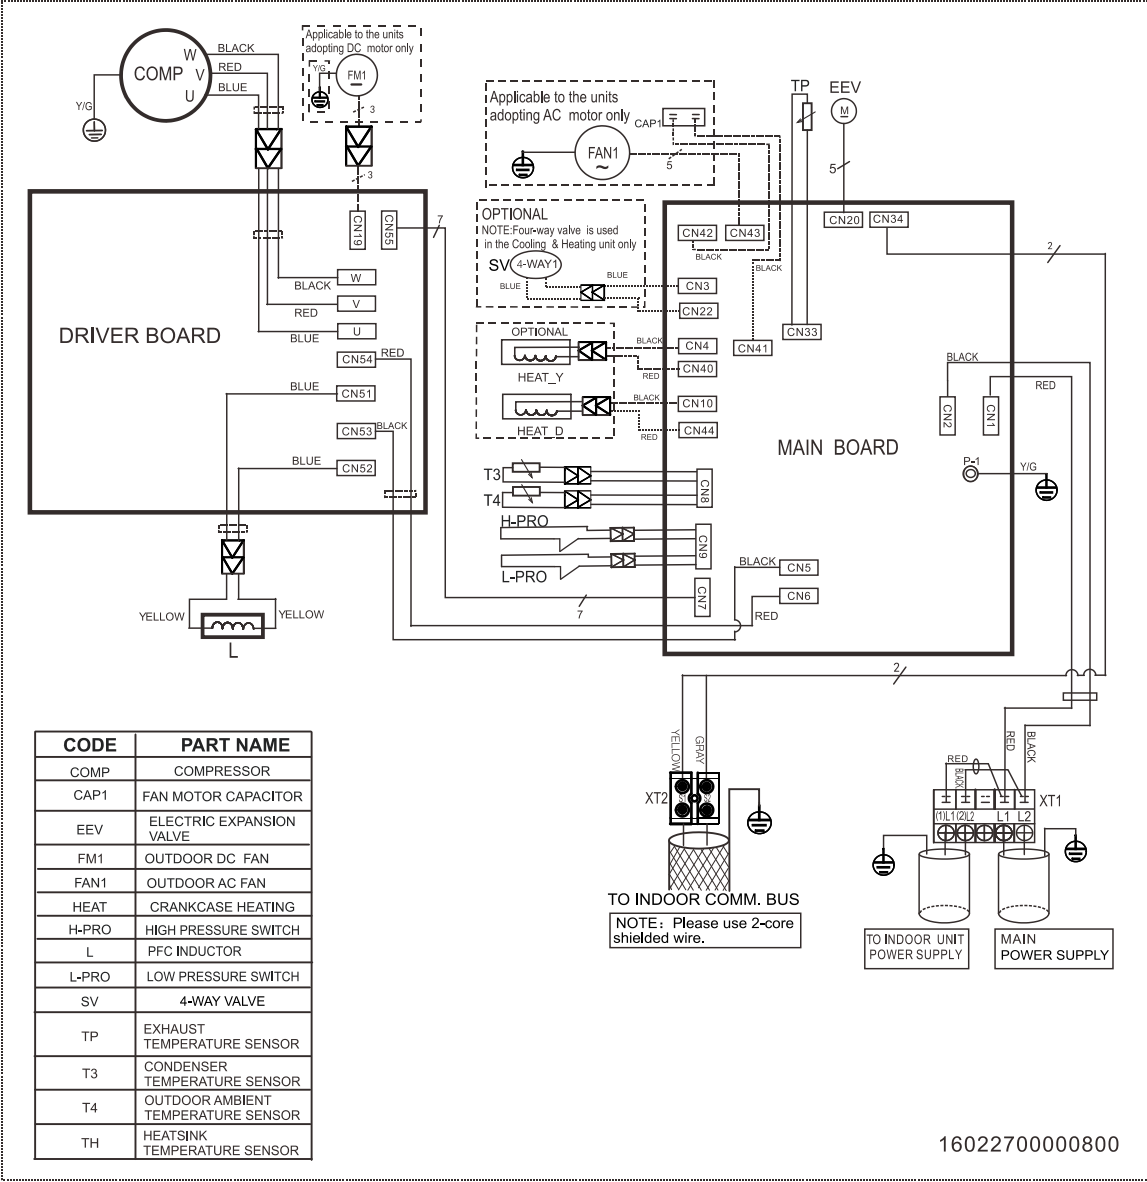 Applicable to the units
adopting DC motor only
Y/G
FM1
3
3
COMP
W
V
U
BLACK
RED
BLUE
Y/G
Applicable to the units
adopting AC motor only
CAP1
FAN1
~
5
TP
EEV
M
5
OPTIONAL
NOTE:Four-way valve is used
in the Cooling & Heating unit only
SV
4-WAY1
BLUE
BLUE
CN19
CN55
7
W
BLACK
V
RED
U
BLUE
DRIVER BOARD
CN54
RED
BLUE
CN51
CN53
BLACK
BLUE
CN52
YELLOW
YELLOW
L
CN42
CN43
CN20
CN34
BLACK
BLACK
2
CN3
CN22
CN33
CN41
OPTIONAL
HEAT_Y
BLACK
CN4
RED
CN40
BLACK
CN10
RED
CN44
HEAT_D
BLACK
RED
CN2
CN1
MAIN BOARD
P-1
Y/G
T3
T4
CN8
H-PRO
L-PRO
CN9
CN7
7
BLACK
CN5
CN6
RED
2
YELLOW
GRAY
XT2
TO INDOOR COMM. BUS
NOTE: Please use 2-core
shielded wire.
RED
BLACK
RED
BLACK
XT1
(1)L1 (2)L2
L1 L2
TO INDOOR UNIT
POWER SUPPLY
MAIN
POWER SUPPLY
CODE PART NAME
COMP COMPRESSOR
CAP1 FAN MOTOR CAPACITOR
EEV ELECTRIC EXPANSION
VALVE
FM1 OUTDOOR DC FAN
FAN1 OUTDOOR AC FAN
HEAT CRANKCASE HEATING
H-PRO HIGH PRESSURE SWITCH
L PFC INDUCTOR
L-PRO LOW PRESSURE SWITCH
SV 4-WAY VALVE
TP EXHAUST
TEMPERATURE SENSOR
T3 CONDENSER
TEMPERATURE SENSOR
T4 OUTDOOR AMBIENT
TEMPERATURE SENSOR
TH HEATSINK
TEMPERATURE SENSOR
16022700000800